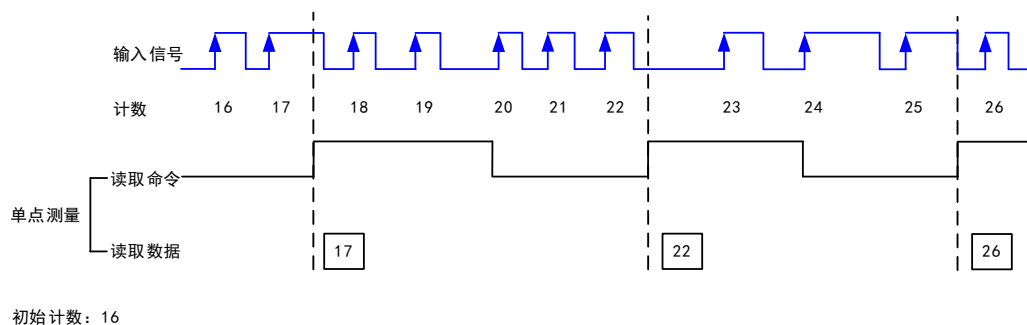 输入信号
计数 16 17 18 19 20 21 22 23 24 25 26
读取命令
单点测量
读取数据 17 22 26
初始计数: 16